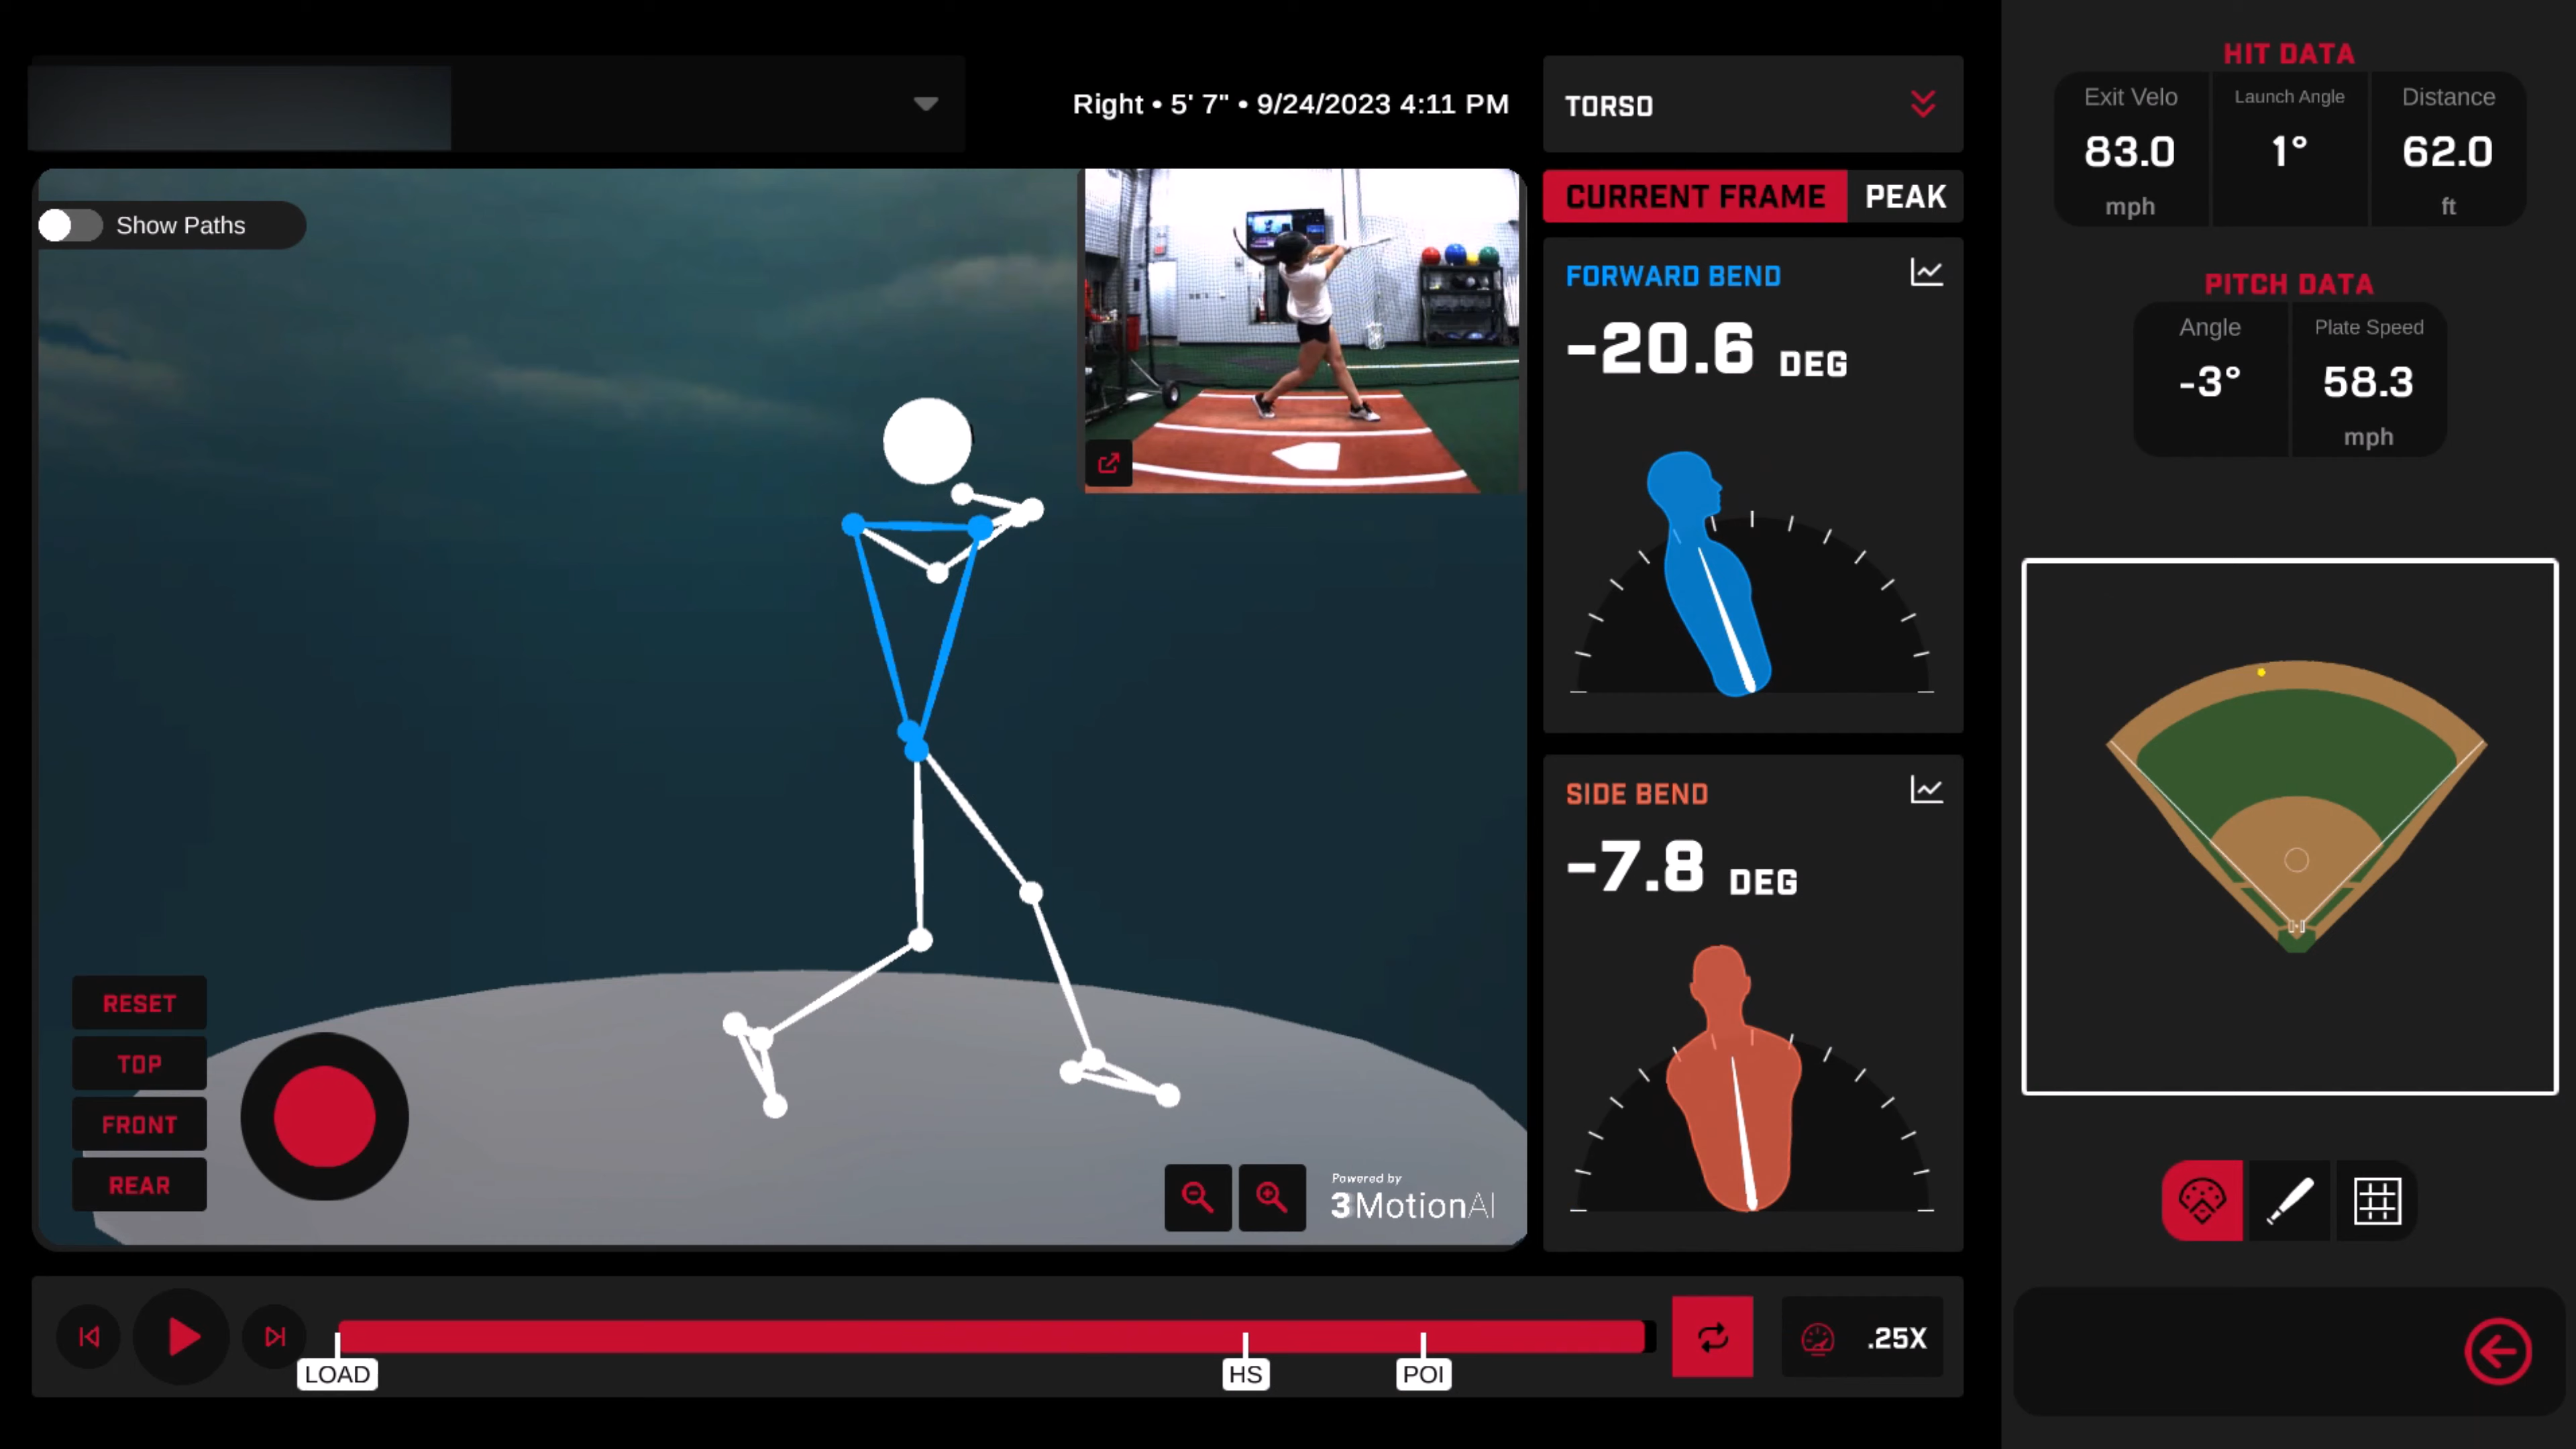 Right • 5' 7" • 9/24/2023 4:11 PM
Show Paths
RESET
TOP
FRONT
REAR
Powered by
3MotionAI
LOAD
HS
POI
.25X
TORSO
CURRENT FRAME
PEAK
FORWARD BEND
-20.6 DEG
SIDE BEND
-7.8 DEG
HIT DATA
Exit Velo
83.0
mph
Launch Angle
1°
Distance
62.0
ft
PITCH DATA
Angle
-3°
Plate Speed
58.3
mph